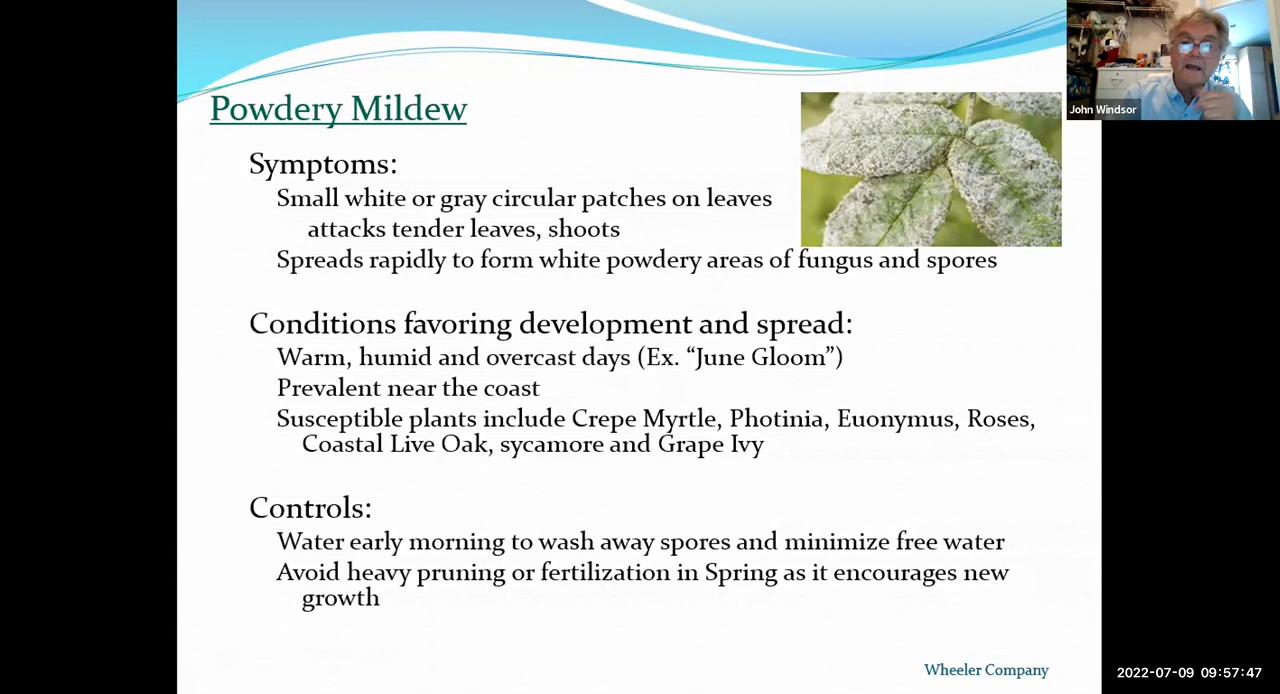 John Windsor
Powdery Mildew
Symptoms:
Small white or gray circular patches on leaves
attacks tender leaves, shoots
Spreads rapidly to form white powdery areas of fungus and spores
Conditions favoring development and spread:
Warm, humid and overcast days (Ex. “June Gloom”)
Prevalent near the coast
Susceptible plants include Crepe Myrtle, Photinia, Euonymus, Roses,
Coastal Live Oak, sycamore and Grape Ivy
Controls:
Water early morning to wash away spores and minimize free water
Avoid heavy pruning or fertilization in Spring as it encourages new
growth
Wheeler Company
2022-07-09 09:57:47